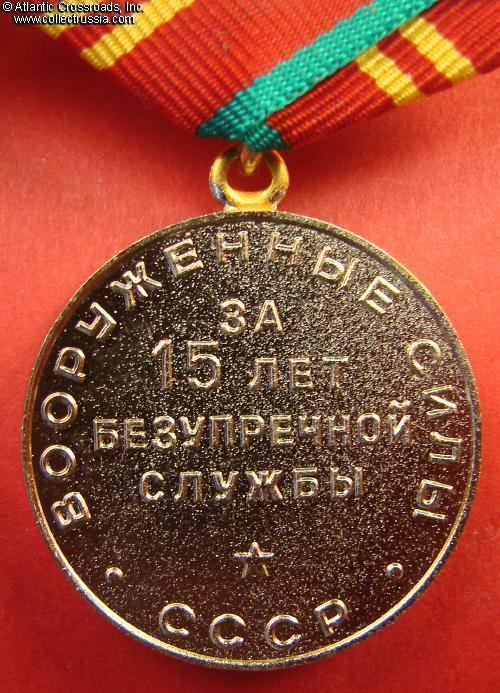 © Atlantic Crossroads, Inc.
www.collectrussia.com
ВООРУЖЕННЫЕ СИЛЫ
ЗА
15 ЛЕТ
БЕЗУПРЕЧНОЙ
СЛУЖБЫ
СССР